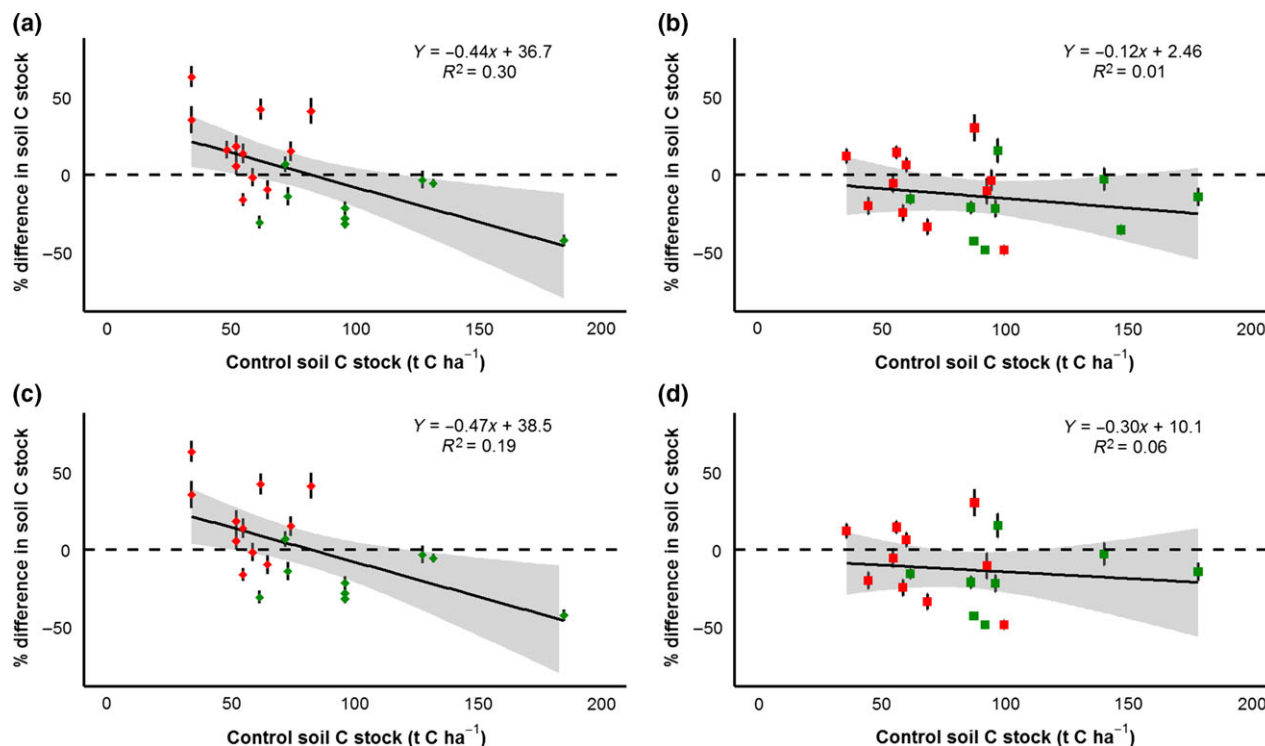 (a)
Y = −0.44x + 36.7
R² = 0.30
% difference in soil C stock
50
0
−50
0 50 100 150 200
Control soil C stock (t C ha⁻¹)
(b)
Y = −0.12x + 2.46
R² = 0.01
% difference in soil C stock
50
0
−50
0 50 100 150 200
Control soil C stock (t C ha⁻¹)
(c)
Y = −0.47x + 38.5
R² = 0.19
% difference in soil C stock
50
0
−50
0 50 100 150 200
Control soil C stock (t C ha⁻¹)
(d)
Y = −0.30x + 10.1
R² = 0.06
% difference in soil C stock
50
0
−50
0 50 100 150 200
Control soil C stock (t C ha⁻¹)